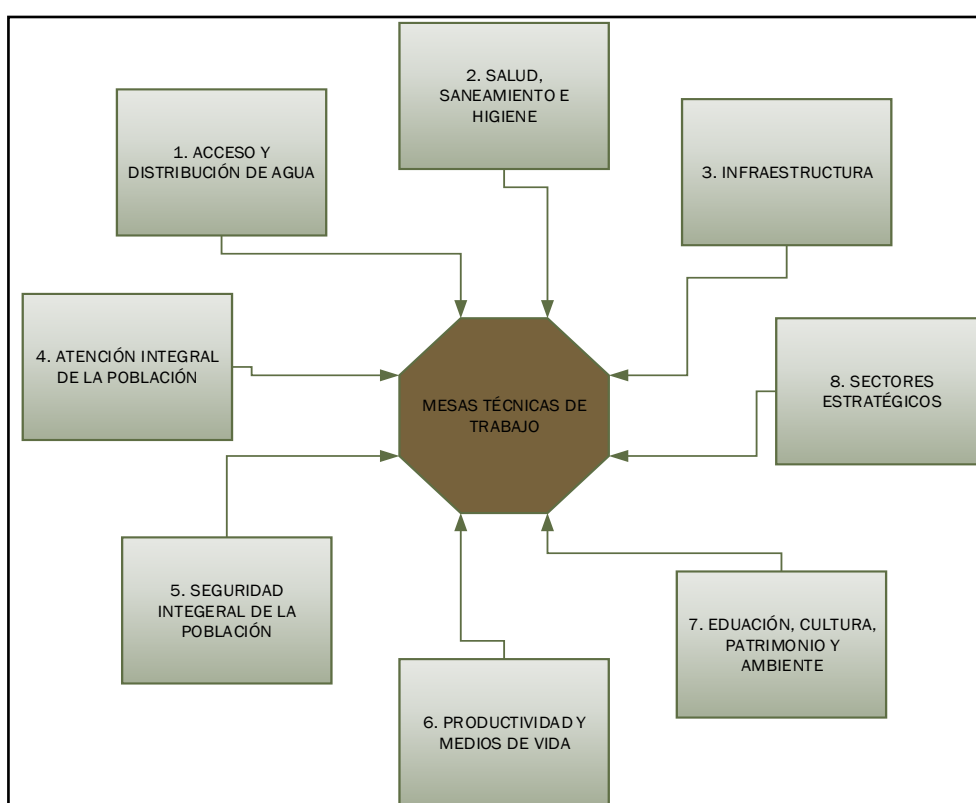 1. ACCESO Y
DISTRIBUCIÓN DE AGUA
2. SALUD,
SANEAMIENTO E
HIGIENE
3. INFRAESTRUCTURA
4. ATENCIÓN INTEGRAL
DE LA POBLACIÓN
MESAS TÉCNICAS DE
TRABAJO
8. SECTORES
ESTRATÉGICOS
5. SEGURIDAD
INTEGERAL DE LA
POBLACIÓN
6. PRODUCTIVIDAD Y
MEDIOS DE VIDA
7. EDUACIÓN, CULTURA,
PATRIMONIO Y
AMBIENTE